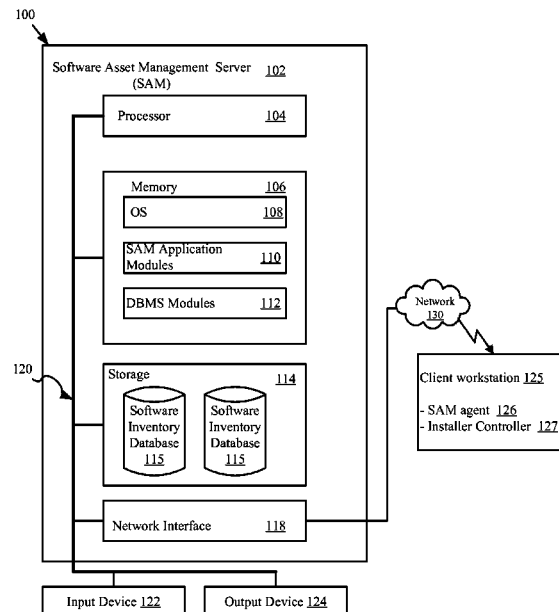 100
Software Asset Management Server 102
(SAM)
Processor 104
Memory 106
OS 108
SAM Application
Modules 110
DBMS Modules 112
Network
130
120
Storage 114
Software
Inventory
Database
115
Software
Inventory
Database
115
Client workstation 125
- SAM agent 126
- Installer Controller 127
Network Interface 118
Input Device 122
Output Device 124